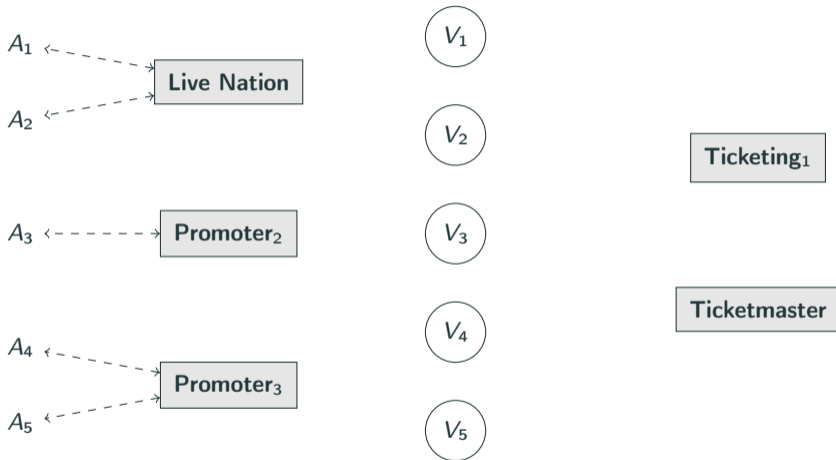 A₁
A₂
A₃
A₄
A₅
Live Nation
Promoter₂
Promoter₃
V₁
V₂
V₃
V₄
V₅
Ticketing₁
Ticketmaster